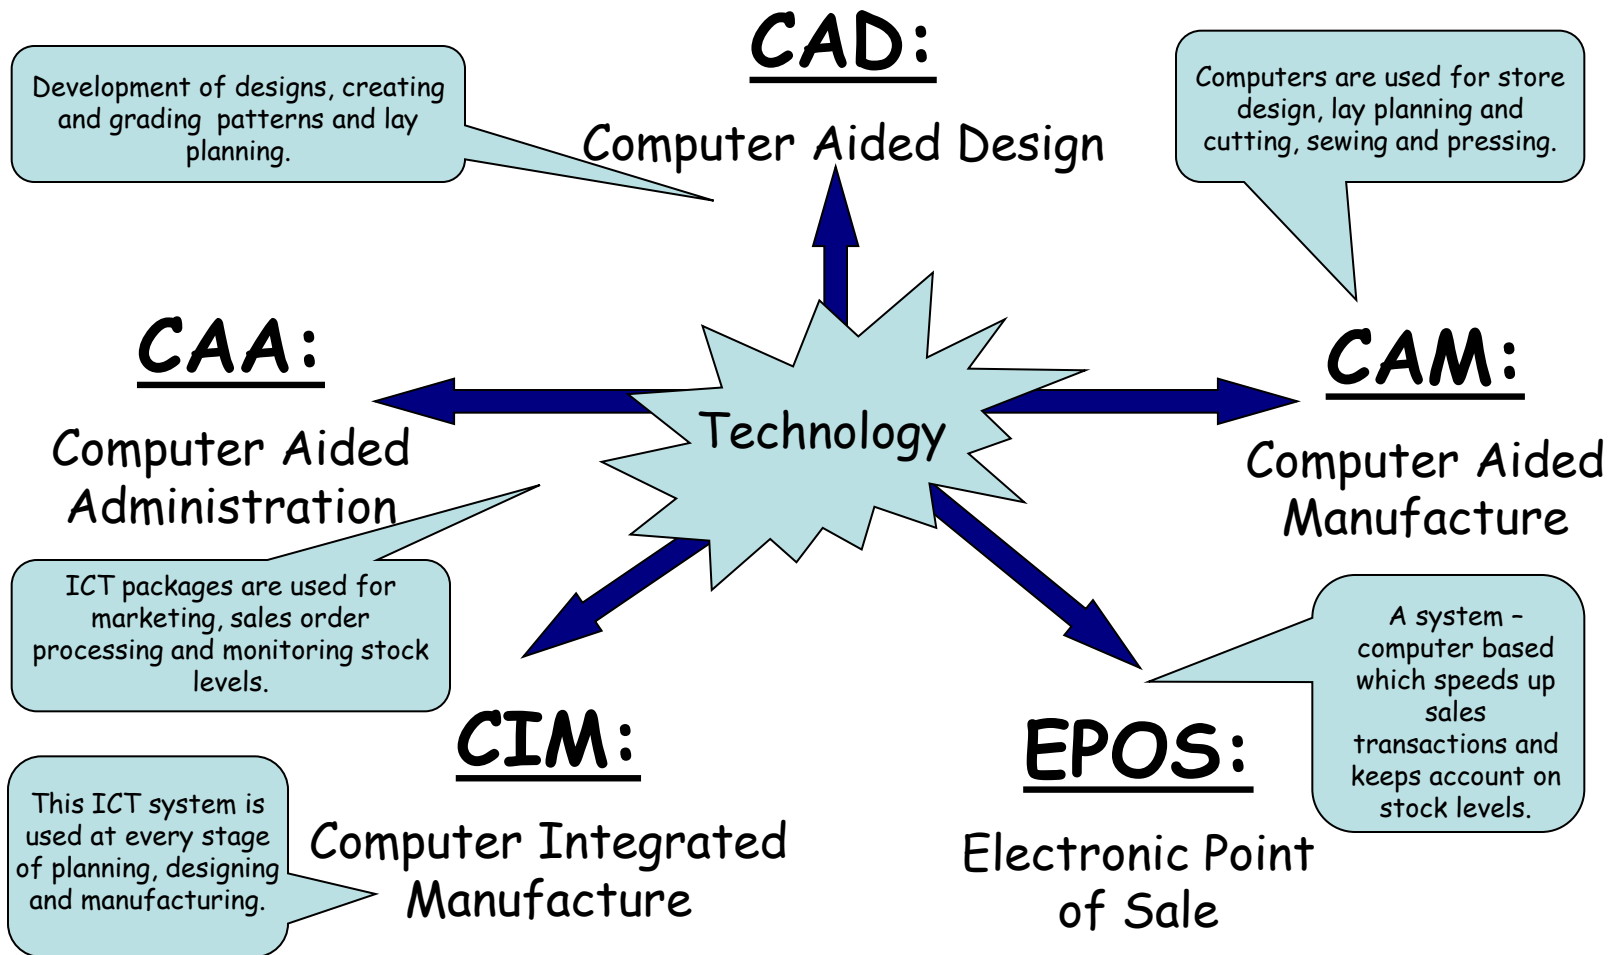 CAD:
Computer Aided Design
Development of designs, creating
and grading patterns and lay
planning.
Computers are used for store
design, lay planning and
cutting, sewing and pressing.
CAA:
Computer Aided
Administration
Technology
CAM:
Computer Aided
Manufacture
ICT packages are used for
marketing, sales order
processing and monitoring stock
levels.
A system –
computer based
which speeds up
sales
transactions and
keeps account on
stock levels.
CIM:
Computer Integrated
Manufacture
EPOS:
Electronic Point
of Sale
This ICT system is
used at every stage
of planning, designing
and manufacturing.